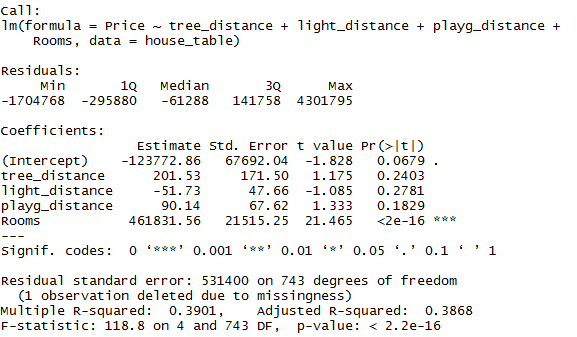 Call:
lm(formula = Price ~ tree_distance + light_distance + playg_distance +
    Rooms, data = house_table)

Residuals:
     Min       1Q   Median       3Q      Max
-1704768  -295880   -61288   141758  4301795

Coefficients:
                 Estimate Std. Error t value Pr(>|t|)
(Intercept)    -123772.86   67692.04  -1.828   0.0679 .
tree_distance      201.53     171.50   1.175   0.2403
light_distance     -51.73      47.66  -1.085   0.2781
playg_distance      90.14      67.62   1.333   0.1829
Rooms           461831.56   21515.25  21.465   <2e-16 ***
---
Signif. codes:  0 ‘***’ 0.001 ‘**’ 0.01 ‘*’ 0.05 ‘.’ 0.1 ‘ ’ 1

Residual standard error: 531400 on 743 degrees of freedom
  (1 observation deleted due to missingness)
Multiple R-squared:  0.3901,    Adjusted R-squared:  0.3868
F-statistic: 118.8 on 4 and 743 DF,  p-value: < 2.2e-16